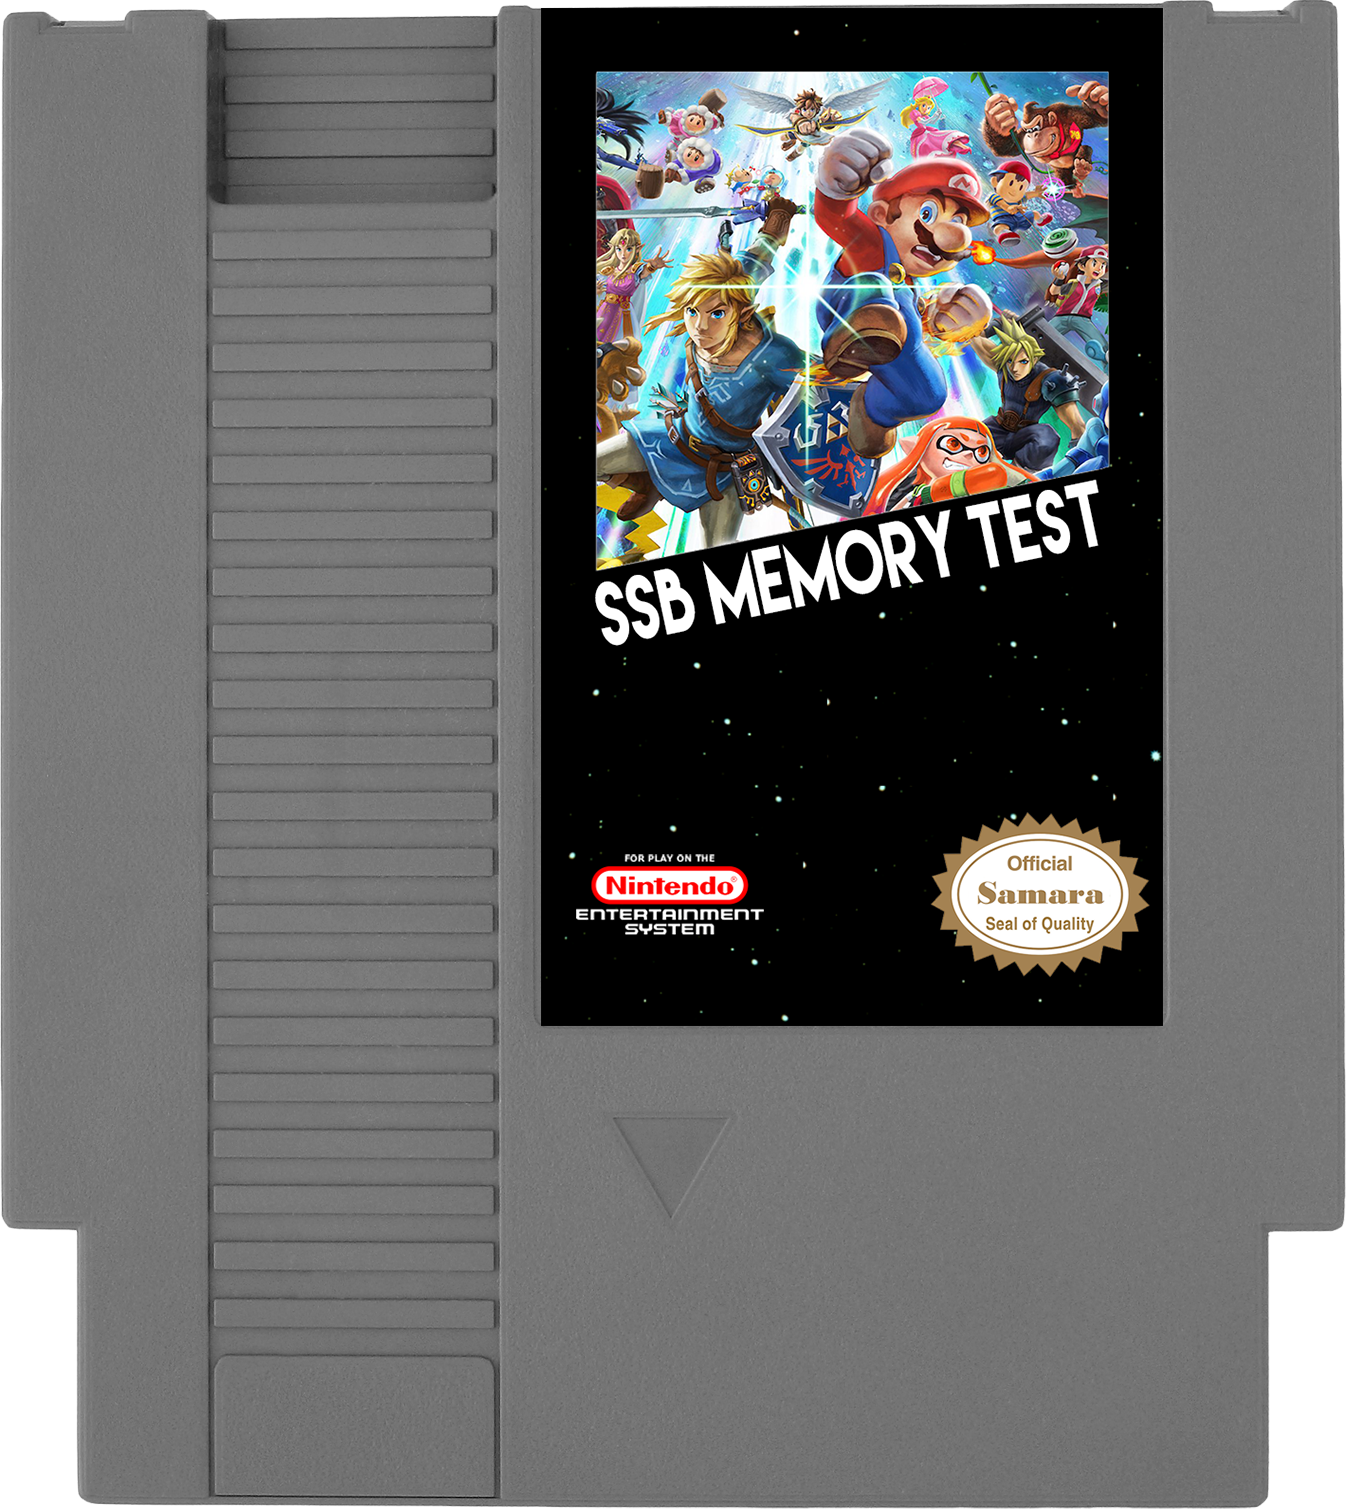 SSB MEMORY TEST
FOR PLAY ON THE
Nintendo®
ENTERTAINMENT
SYSTEM
Official
Samara
Seal of Quality